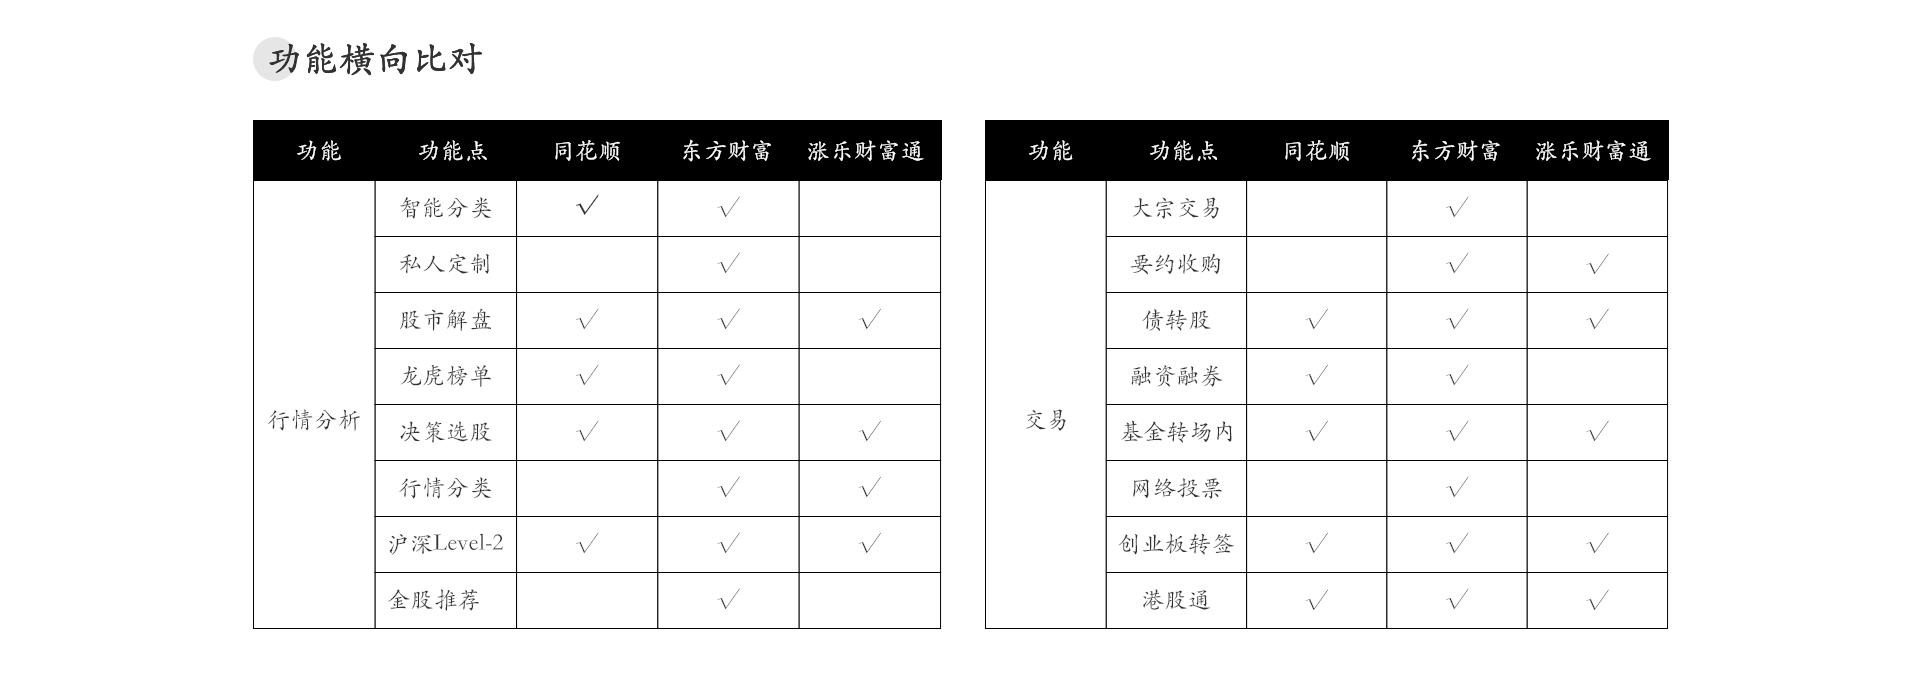 功能横向比对
功能 功能点 同花顺 东方财富 涨乐财富通
智能分类 √ √
私人定制 √
股市解盘 √ √ √
龙虎榜单 √ √
行情分析
决策选股 √ √ √
行情分类 √ √
沪深Level-2 √ √ √
金股推荐 √
功能 功能点 同花顺 东方财富 涨乐财富通
大宗交易 √
要约收购 √ √
债转股 √ √ √
融资融券 √ √
交易
基金转场内 √ √ √
网络投票 √
创业板转签 √ √ √
港股通 √ √ √